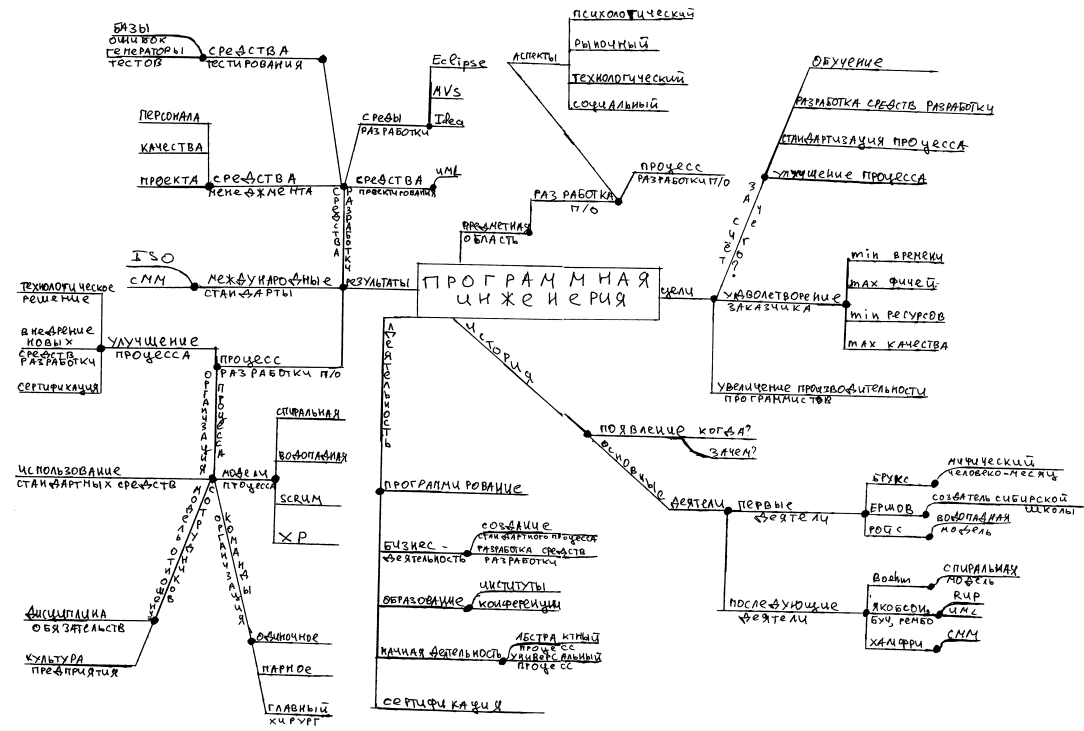 ПРОГРАММНАЯ
ИНЖЕНЕРИЯ
ПРЕДМЕТНАЯ
ОБЛАСТЬ
РАЗРАБОТКА
П/О
ПРОЦЕСС
РАЗРАБОТКИ П/О
АСПЕКТЫ
ПСИХОЛОГИЧЕСКИЙ
РЫНОЧНЫЙ
ТЕХНОЛОГИЧЕСКИЙ
СОЦИАЛЬНЫЙ
ЦЕЛИ
ЗА СЧЁТ
ЧЕГО?
ОБУЧЕНИЕ
РАЗРАБОТКА СРЕДСТВ РАЗРАБОТКИ
СТАНДАРТИЗАЦИЯ ПРОЦЕССА
УЛУЧШЕНИЕ ПРОЦЕССА
УДВОЛЕТВОРЕНИЕ
ЗАКАЗЧИКА
min ВРЕМЕНИ
max ФИЧЕЙ
min РЕСУРСОВ
max КАЧЕСТВА
УВЕЛИЧЕНИЕ ПРОИЗВОДИТЕЛЬНОСТИ
ПРОГРАММИСТОВ
ИСТОРИЯ
ПОЯВЛЕНИЕ КОГДА?
ЗАЧЕМ?
ОСНОВНЫЕ
ДЕЯТЕЛИ
ПЕРВЫЕ
ДЕЯТЕЛИ
БРУКС
МИФИЧЕСКИЙ
ЧЕЛОВЕКО-МЕСЯЦ
ЕРШОВ
СОЗДАТЕЛЬ СИБИРСКОЙ
ШКОЛЫ
РОЙС
ВОДОПАДНАЯ
МОДЕЛЬ
ПОСЛЕДУЮЩИЕ
ДЕЯТЕЛИ
СПИРАЛЬНАЯ
МОДЕЛЬ
ЯКОБСОН,
БУЧ, РЕМБО
RUP
UML
ХАМФРИ
CMM
ДЕЯТЕЛЬНОСТЬ
ПРОГРАММИРОВАНИЕ
БИЗНЕС-
ДЕЯТЕЛЬНОСТЬ
СОЗДАНИЕ
СТАНДАРТНОГО ПРОЦЕССА
РАЗРАБОТКА СРЕДСТВ
РАЗРАБОТКИ
ОБРАЗОВАНИЕ
ИНСТИТУТЫ
КОНФЕРЕНЦИИ
НАУЧНАЯ ДЕЯТЕЛЬНОСТЬ
АБСТРАКТНЫЙ
ПРОЦЕСС
УНИВЕРСАЛЬНЫЙ
ПРОЦЕСС
СЕРТИФИКАЦИЯ
РЕЗУЛЬТАТЫ
СРЕДСТВА
РАЗРАБОТКИ
СРЕДСТВА
ТЕСТИРОВАНИЯ
БАЗЫ
ОШИБОК
ГЕНЕРАТОРЫ
ТЕСТОВ
СРЕДЫ
РАЗРАБОТКИ
Eclipse
MVS
Idea
СРЕДСТВА
ПРОЕКТИРОВАНИЯ
UML
СРЕДСТВА
МЕНЕДЖМЕНТА
ПЕРСОНАЛА
КАЧЕСТВА
ПРОЕКТА
МЕЖДУНАРОДНЫЕ
СТАНДАРТЫ
ISO
CMM
ПРОЦЕСС
РАЗРАБОТКИ П/О
УЛУЧШЕНИЕ
ПРОЦЕССА
ТЕХНОЛОГИЧЕСКОЕ
РЕШЕНИЕ
ВНЕДРЕНИЕ
НОВЫХ
СРЕДСТВ
РАЗРАБОТКИ
СЕРТИФИКАЦИЯ
ОРГАНИЗАЦИЯ
ПРОЦЕССА
ИСПОЛЬЗОВАНИЕ
СТАНДАРТНЫХ СРЕДСТВ
МОДЕЛИ
ПРОЦЕССА
СПИРАЛЬНАЯ
ВОДОПАДНАЯ
SCRUM
XP
СОТРУДНИКОВ
ДИСЦИПЛИНА
ОБЯЗАТЕЛЬСТВ
КУЛЬТУРА
ПРЕДПРИЯТИЯ
ОРГАНИЗАЦИЯ
КОМАНДЫ
ОДИНОЧНОЕ
ПАРНОЕ
ГЛАВНЫЙ
ХИРУРГ